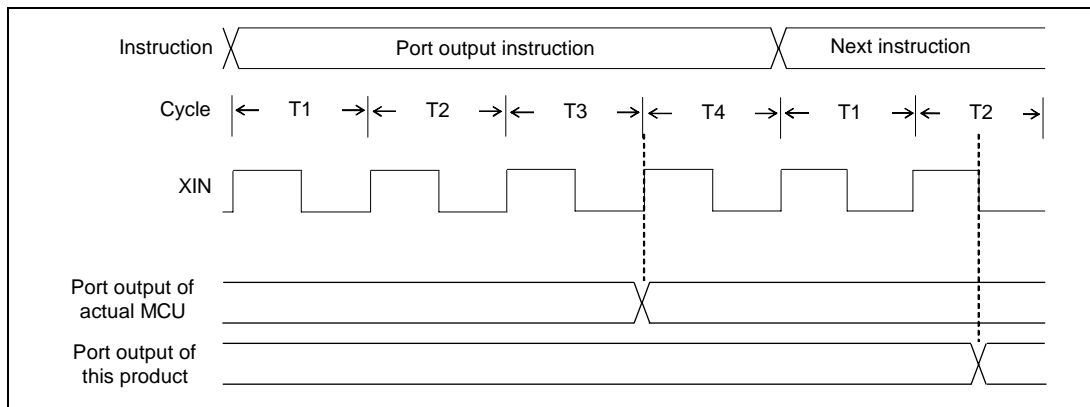 Instruction Port output instruction Next instruction
Cycle T1 T2 T3 T4 T1 T2
XIN
Port output of
actual MCU
Port output of
this product